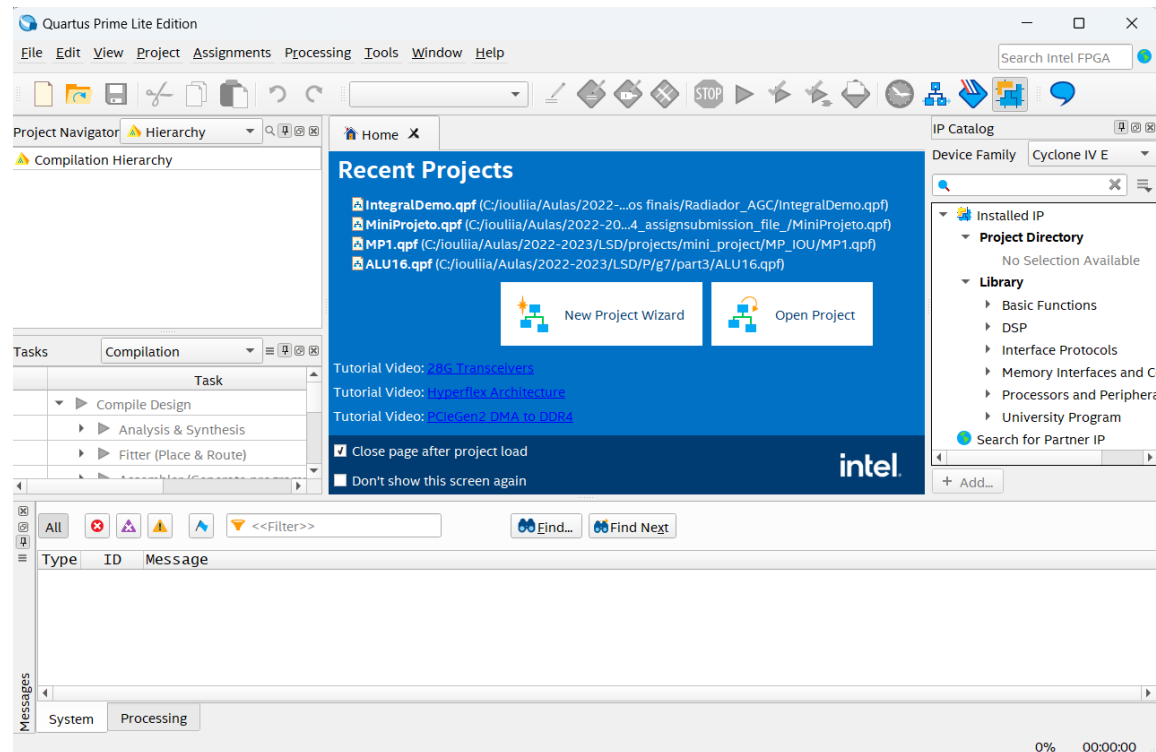 Quartus Prime Lite Edition
File Edit View Project Assignments Processing Tools Window Help
Search Intel FPGA
STOP
Project Navigator Hierarchy
Compilation Hierarchy
Home
Recent Projects
IntegralDemo.qpf (C:/iouliia/Aulas/2022-...os finais/Radiador_AGC/IntegralDemo.qpf)
MiniProjeto.qpf (C:/iouliia/Aulas/2022-20...4_assignsubmission_file_/MiniProjeto.qpf)
MP1.qpf (C:/iouliia/Aulas/2022-2023/LSD/projects/mini_project/MP_IOU/MP1.qpf)
ALU16.qpf (C:/iouliia/Aulas/2022-2023/LSD/P/g7/part3/ALU16.qpf)
New Project Wizard
Open Project
Tutorial Video: 28G Transceivers
Tutorial Video: Hyperflex Architecture
Tutorial Video: PCIeGen2 DMA to DDR4
Close page after project load
Don't show this screen again
intel.
IP Catalog
Device Family Cyclone IV E
Installed IP
Project Directory
No Selection Available
Library
Basic Functions
DSP
Interface Protocols
Memory Interfaces and C
Processors and Periphera
University Program
Search for Partner IP
+ Add...
Tasks Compilation
Task
Compile Design
Analysis & Synthesis
Fitter (Place & Route)
Assembler (Generate program
All <<Filter>> Find... Find Next
Type ID Message
Messages
System Processing
0% 00:00:00